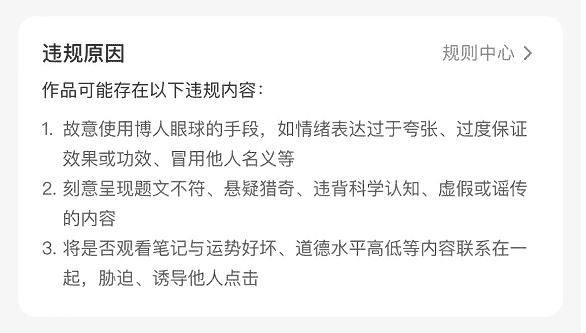 违规原因
规则中心 >
作品可能存在以下违规内容：
1. 故意使用博人眼球的手段，如情绪表达过于夸张、过度保证
效果或功效、冒用他人名义等
2. 刻意呈现题文不符、悬疑猎奇、违背科学认知、虚假或谣传
的内容
3. 将是否观看笔记与运势好坏、道德水平高低等内容联系在一
起，胁迫、诱导他人点击